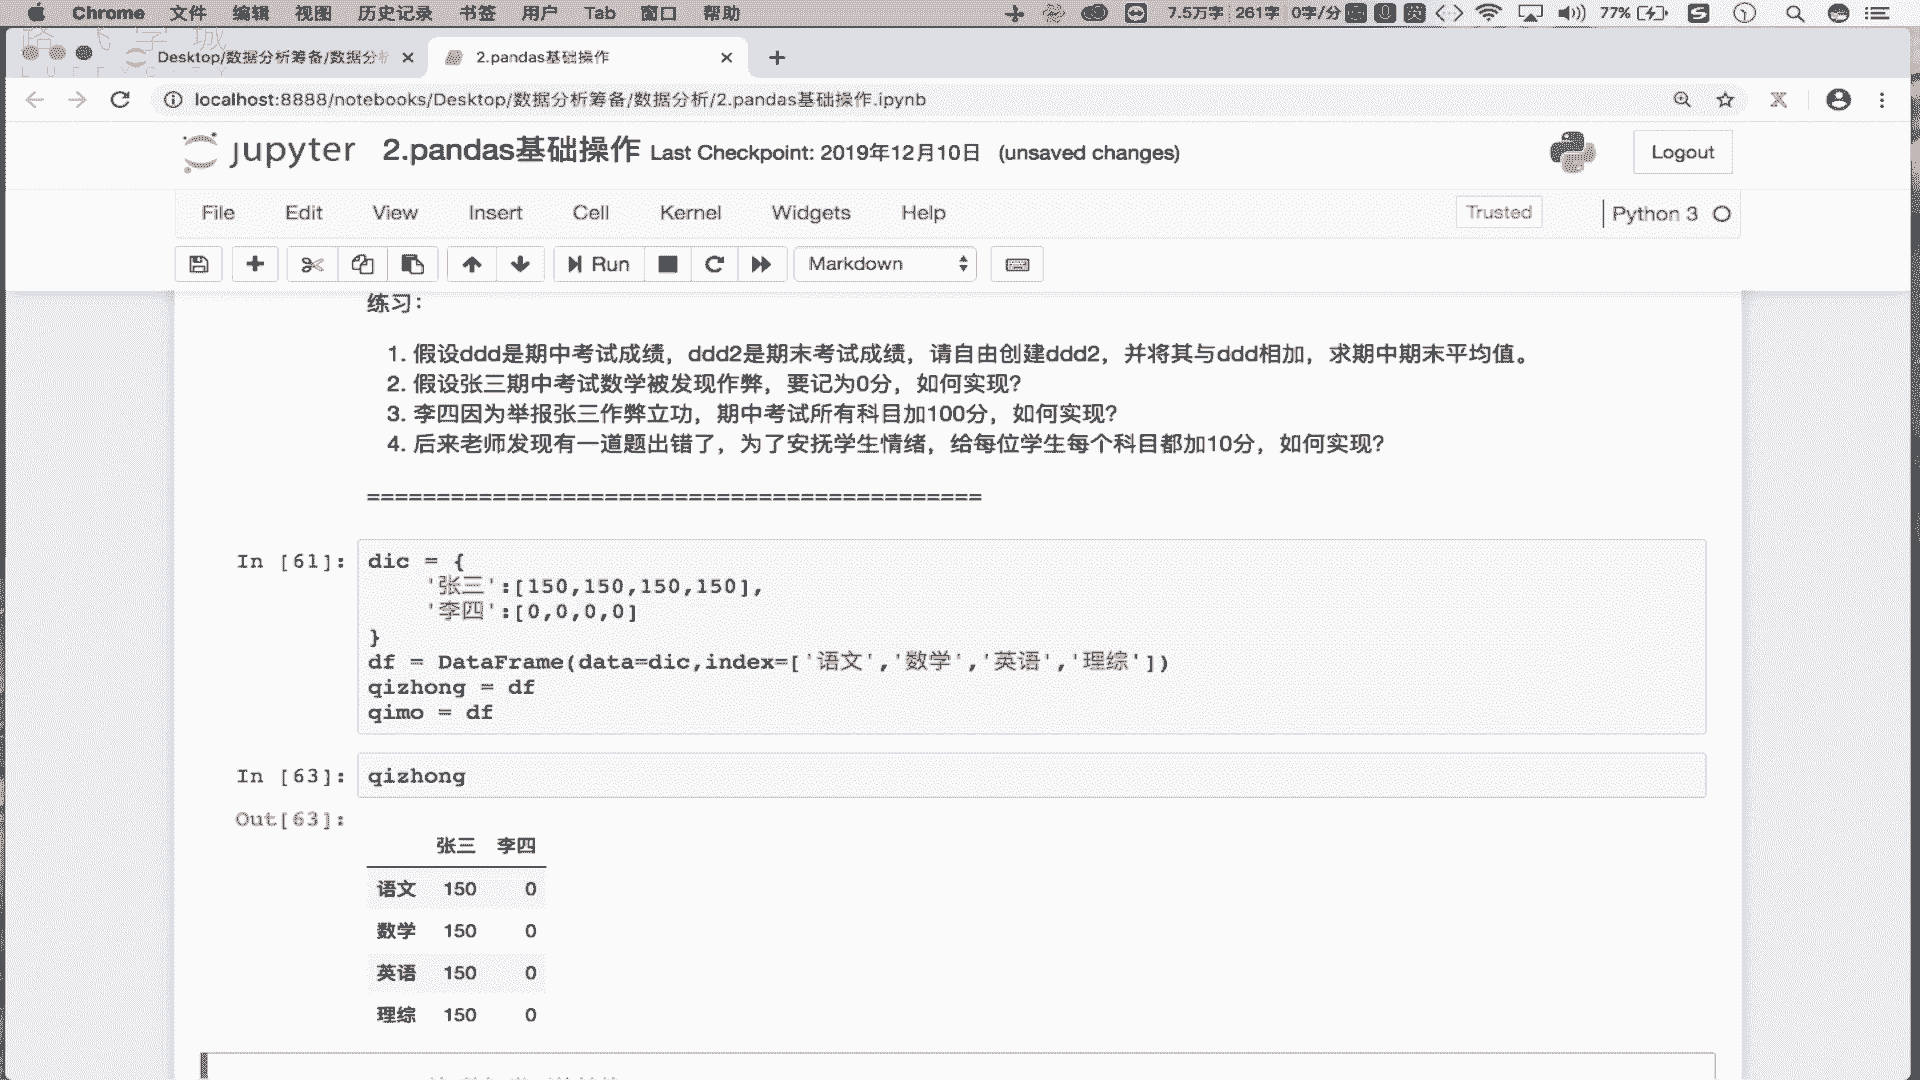 Chrome 文件 编辑 视图 历史记录 书签 用户 Tab 窗口 帮助 7.5万字 261字 0字/分 英 77%
Desktop/数据分析筹备/数据分析
2.pandas基础操作
localhost:8888/notebooks/Desktop/数据分析筹备/数据分析/2.pandas基础操作.ipynb
jupyter 2.pandas基础操作 Last Checkpoint: 2019年12月10日 (unsaved changes)
Logout
File Edit View Insert Cell Kernel Widgets Help Trusted Python 3
Run Markdown
练习：
1. 假设ddd是期中考试成绩，ddd2是期末考试成绩，请自由创建ddd2，并将其与ddd相加，求期中期末平均值。
2. 假设张三期中考试数学被发现作弊，要记为0分，如何实现？
3. 李四因为举报张三作弊立功，期中考试所有科目加100分，如何实现？
4. 后来老师发现有一道题出错了，为了安抚学生情绪，给每位学生每个科目都加10分，如何实现？
============================================
In [61]: dic = {
'张三':[150,150,150,150],
'李四':[0,0,0,0]
}
df = DataFrame(data=dic,index=['语文','数学','英语','理综'])
qizhong = df
qimo = df
In [63]: qizhong
Out[63]:
张三 李四
语文 150 0
数学 150 0
英语 150 0
理综 150 0